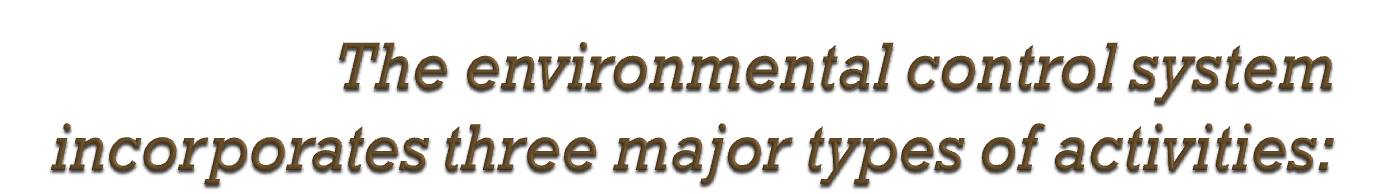 The environmental control system
incorporates three major types of activities: